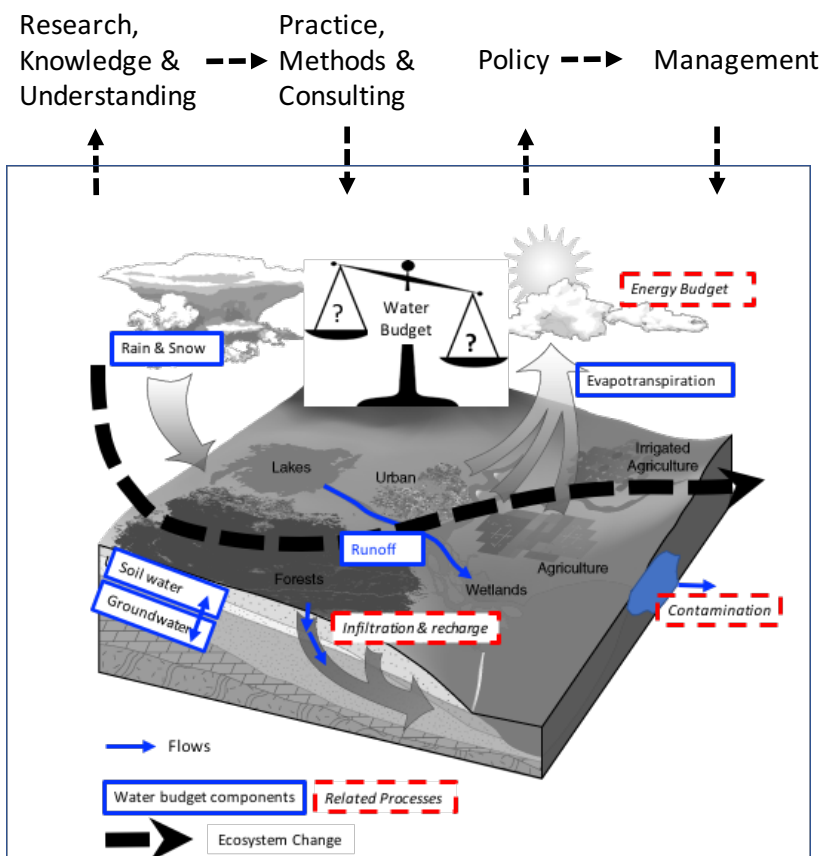 Research,
Knowledge &
Understanding
Practice,
Methods &
Consulting
Policy
Management
Energy Budget
?
Water
Budget
?
Rain & Snow
Evapotranspiration
Irrigated
Agriculture
Lakes
Urban
Runoff
Agriculture
Soil water
Forests
Wetlands
Groundwater
Contamination
Infiltration & recharge
Flows
Water budget components
Related Processes
Ecosystem Change